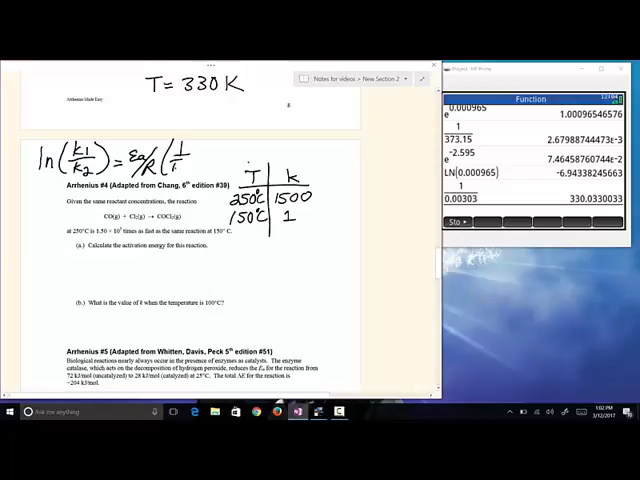 T = 330 K
Notes for videos > New Section 2
Arrhenius Made Easy
8
ln(k1/k2) = Ea/R (1/t
Arrhenius #4 (Adapted from Chang, 6th edition #39)
Given the same reactant concentrations, the reaction
CO(g) + Cl2(g) → COCl2(g)
at 250°C is 1.50 × 10³ times as fast as the same reaction at 150° C.
T k
250°C 1500
150°C 1
(a.) Calculate the activation energy for this reaction.
(b.) What is the value of k when the temperature is 100°C?
Arrhenius #5 (Adapted from Whitten, Davis, Peck 5th edition #51)
Biological reactions nearly always occur in the presence of enzymes as catalysts. The enzyme
catalase, which acts on the decomposition of hydrogen peroxide, reduces the Ea for the reaction from
72 kJ/mol (uncatalyzed) to 28 kJ/mol (catalyzed) at 25°C. The total ΔE for the reaction is
−204 kJ/mol.
Function
e^0.000965
1.00096546576
1/373.15
2.67988744473ᴇ-3
e^-2.595
7.46458760744ᴇ-2
LN(0.000965)
-6.94338245563
1/0.00303
330.0330033
Sto ▸
Ask me anything
1:02 PM
3/12/2017